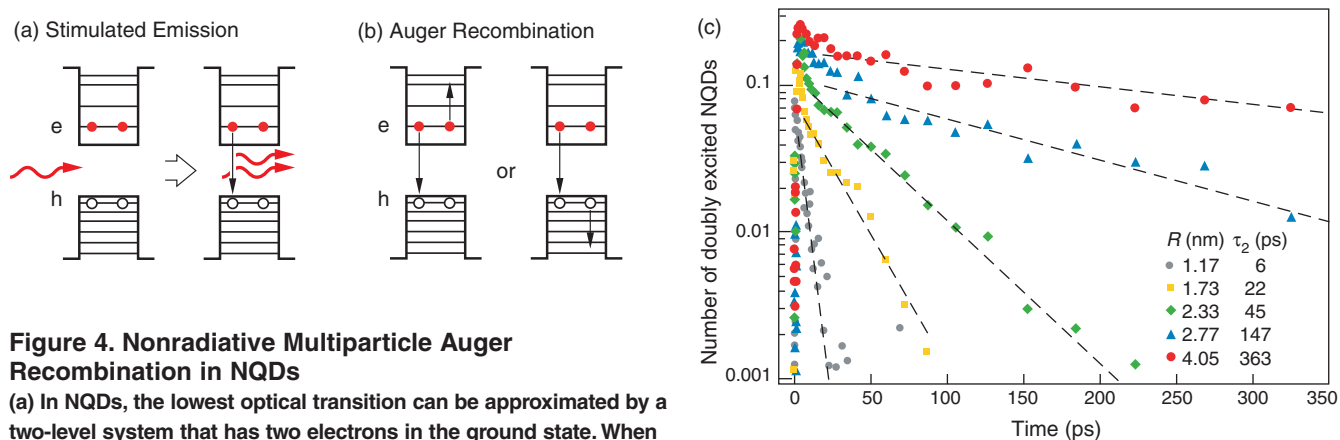 (a) Stimulated Emission
(b) Auger Recombination
e
h
e
or
h
Figure 4. Nonradiative Multiparticle Auger
Recombination in NQDs
(a) In NQDs, the lowest optical transition can be approximated by a
two-level system that has two electrons in the ground state. When
(c)
Number of doubly excited NQDs
0.1
0.01
0.001
R (nm) τ2 (ps)
1.17 6
1.73 22
2.33 45
2.77 147
4.05 363
0 50 100 150 200 250 300 350
Time (ps)